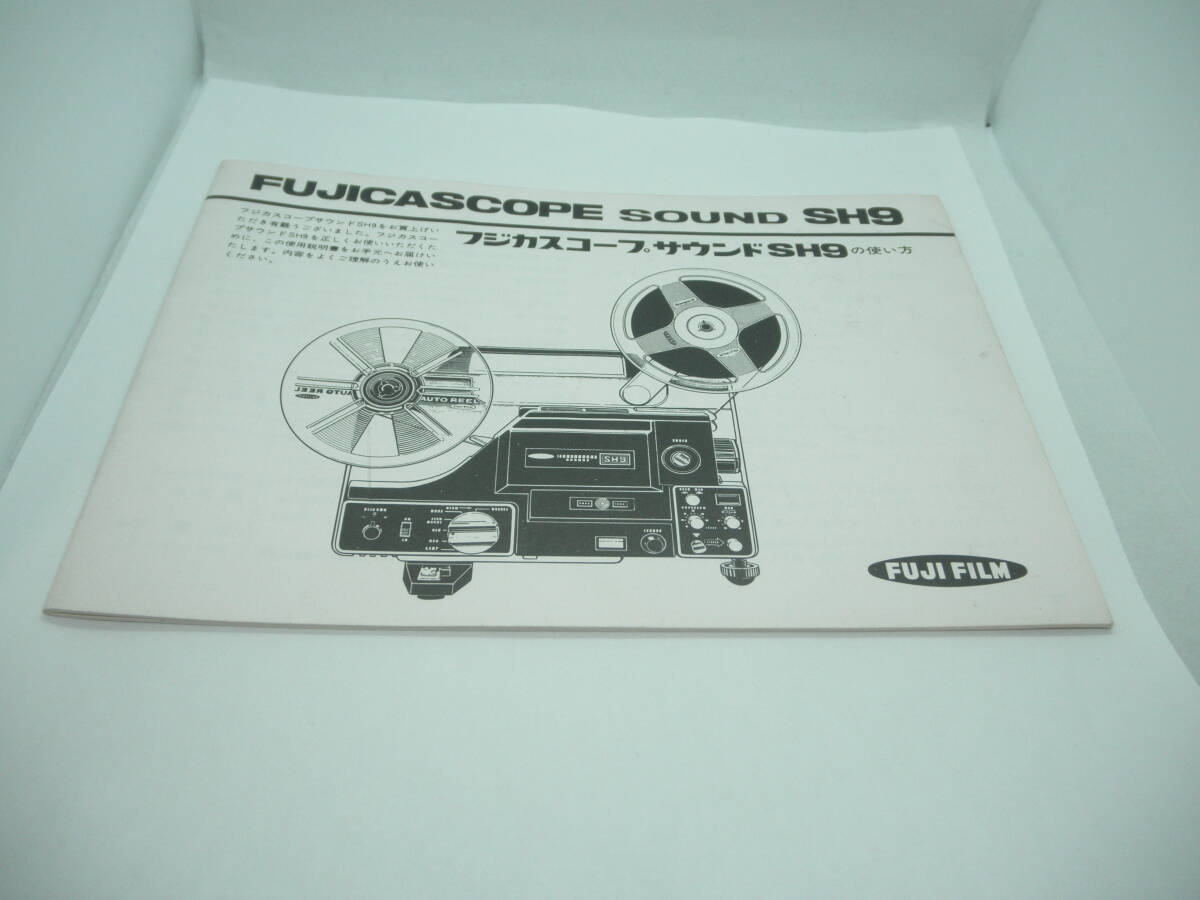 FUJICASCOPE SOUND SH9
フジカスコープサウンドSH9をお買上げい
ただき有難うございました。フジカスコー
プサウンドSH9を正しくお使いいただくた
めに、この使用説明書をお手元へお届けい
たします。内容をよくご理解のうえお使い
ください。
フジカスコープサウンドSH9の使い方
AUTO REEL
AUTO REEL
SH9
LAMP
FUJI FILM